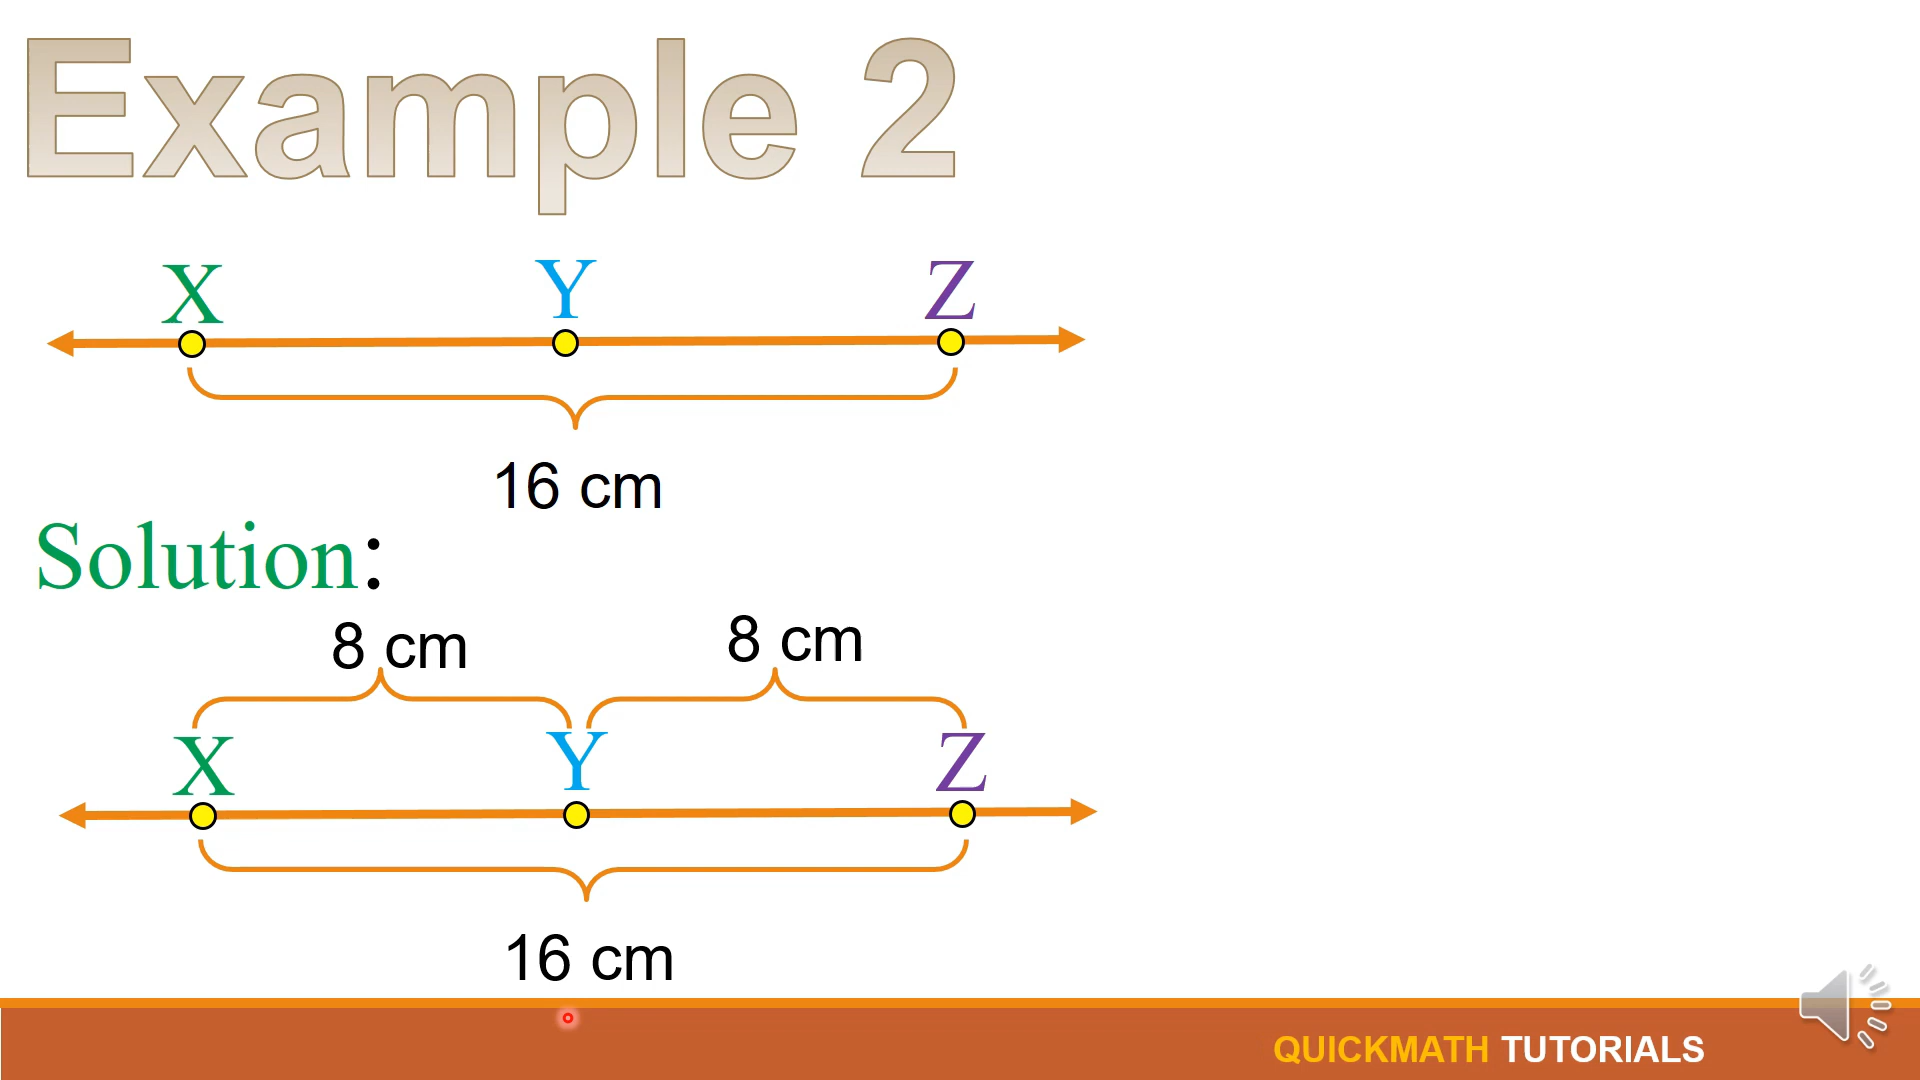 Example 2
X Y Z
16 cm
Solution:
8 cm 8 cm
X Y Z
16 cm
QUICKMATH TUTORIALS